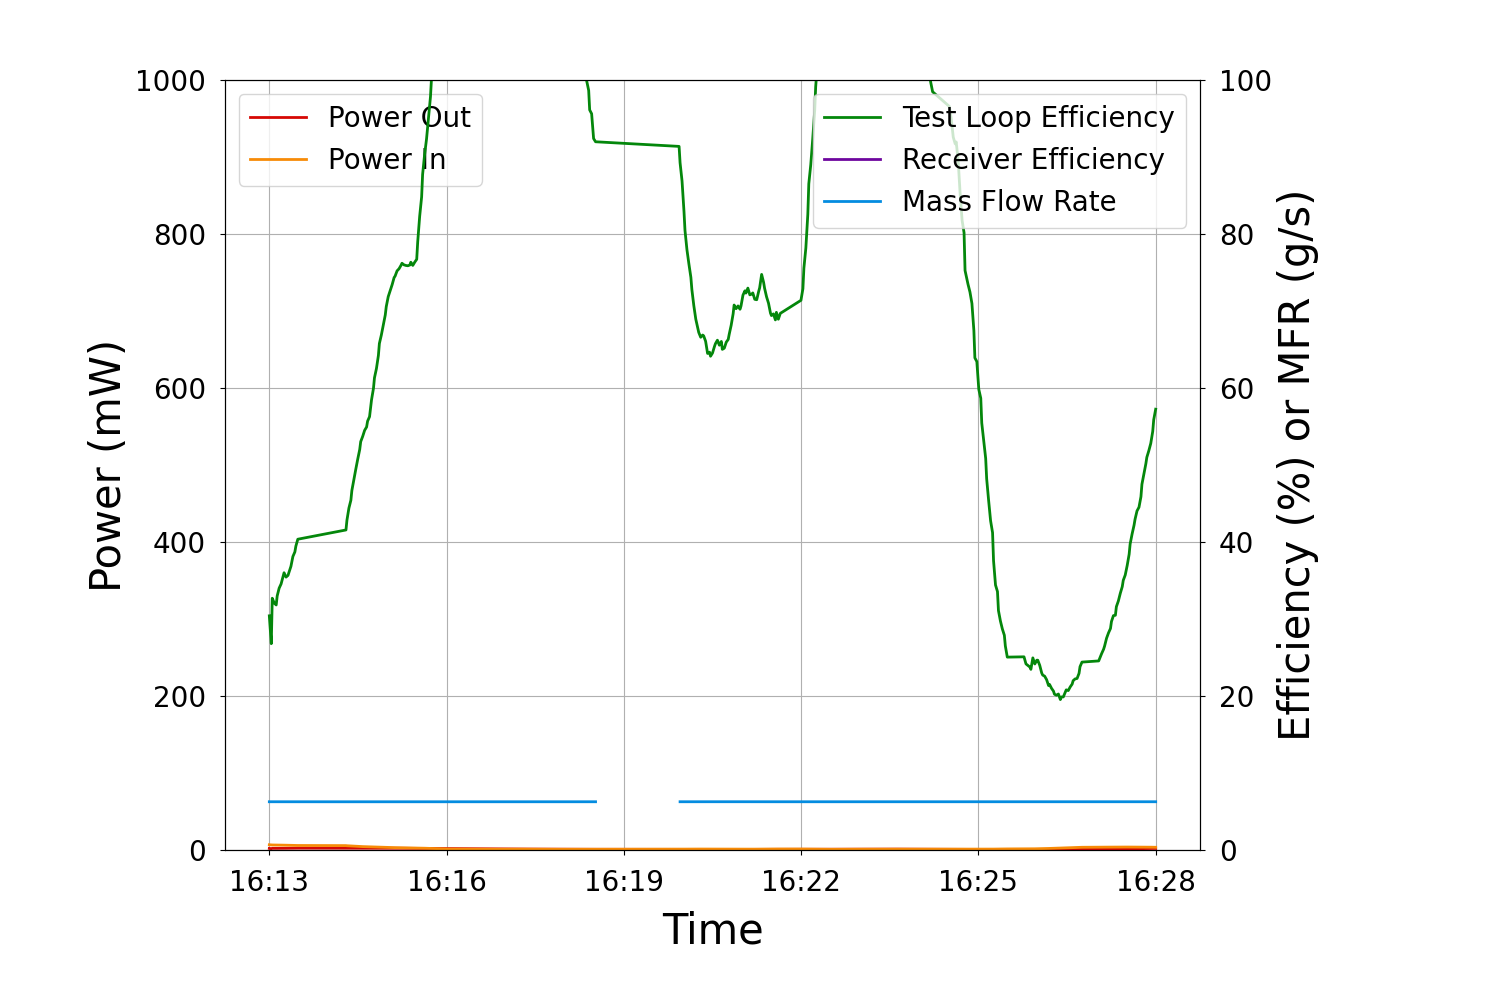 1000
800
600
400
200
0
Power (mW)
Power Out
Power In
Test Loop Efficiency
Receiver Efficiency
Mass Flow Rate
100
80
60
40
20
0
Efficiency (%) or MFR (g/s)
16:13 16:16 16:19 16:22 16:25 16:28
Time